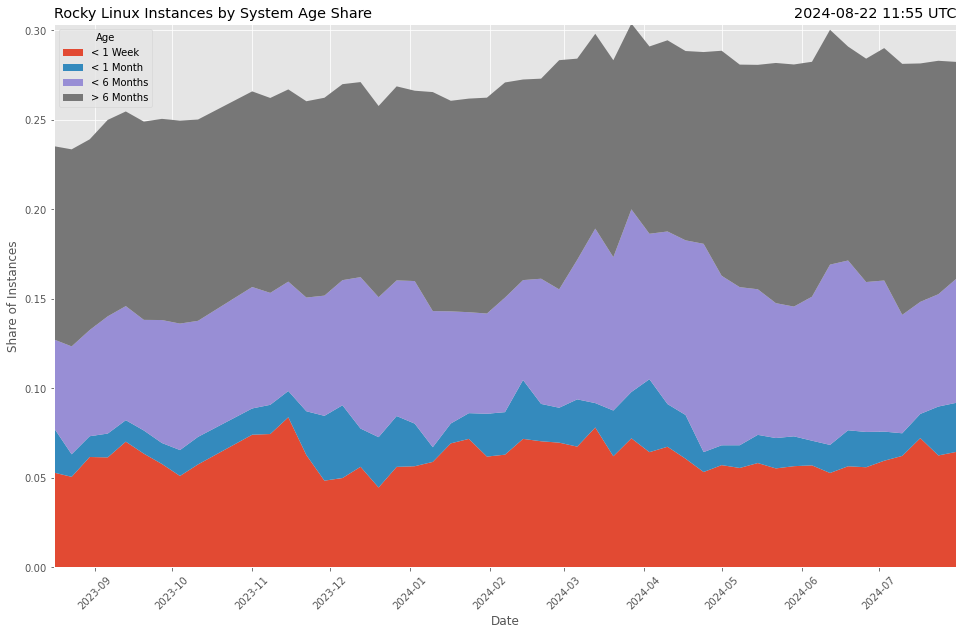 Rocky Linux Instances by System Age Share
2024-08-22 11:55 UTC
Age
< 1 Week
< 1 Month
< 6 Months
> 6 Months
0.30
0.25
0.20
0.15
0.10
0.05
0.00
Share of Instances
2023-09
2023-10
2023-11
2023-12
2024-01
2024-02
2024-03
2024-04
2024-05
2024-06
2024-07
Date